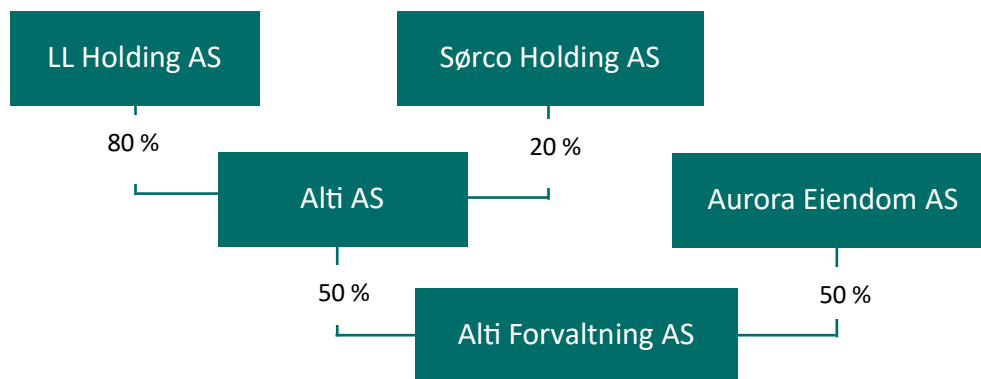 LL Holding AS
Sørco Holding AS
80 %
20 %
Alti AS
Aurora Eiendom AS
50 %
50 %
Alti Forvaltning AS